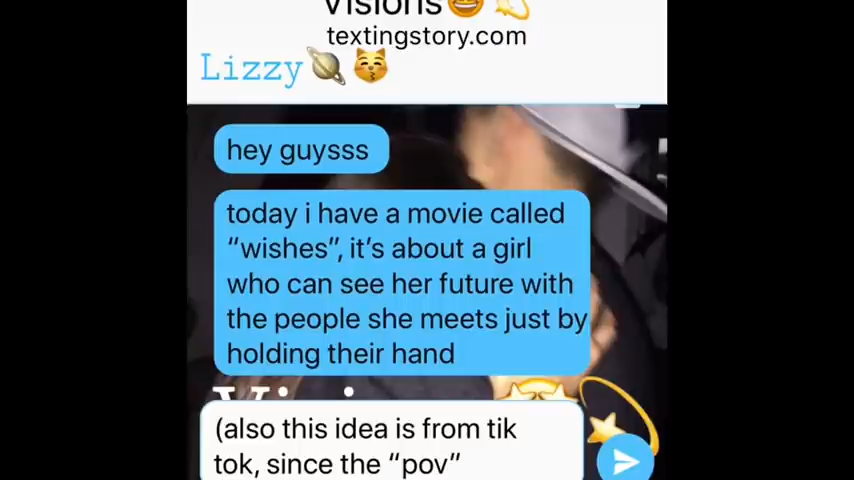 Visions🤩💫
textingstory.com
Lizzy🪐😽
hey guysss
today i have a movie called
“wishes”, it’s about a girl
who can see her future with
the people she meets just by
holding their hand
(also this idea is from tik
tok, since the “pov”